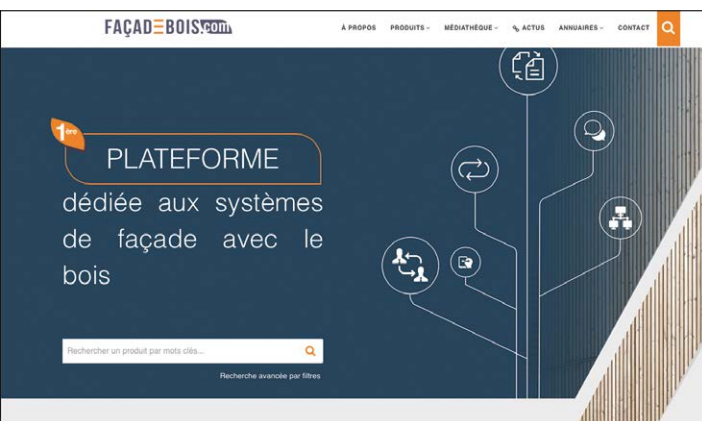 FAÇADEBOIS.com
À PROPOS PRODUITS MÉDIATHÈQUE ACTUS ANNUAIRES CONTACT
1ère
PLATEFORME
dédiée aux systèmes
de façade avec le
bois
Rechercher un produit par mots clés...
Recherche avancée par filtres